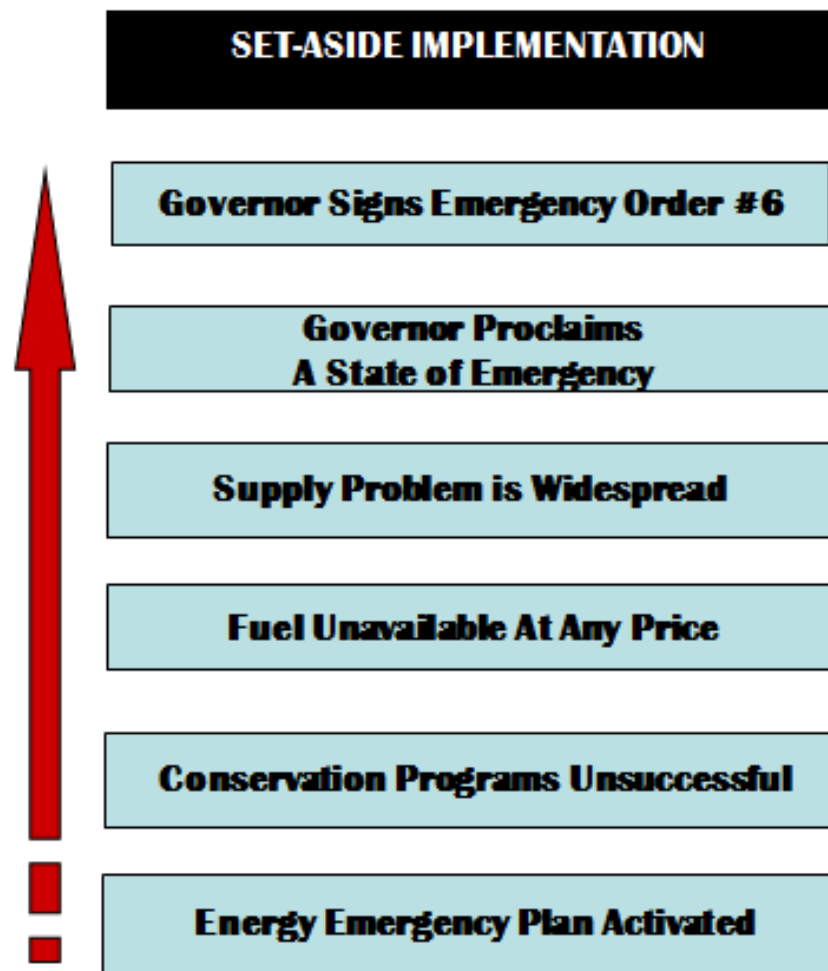 SET-ASIDE IMPLEMENTATION
Governor Signs Emergency Order #6
Governor Proclaims
A State of Emergency
Supply Problem is Widespread
Fuel Unavailable At Any Price
Conservation Programs Unsuccessful
Energy Emergency Plan Activated